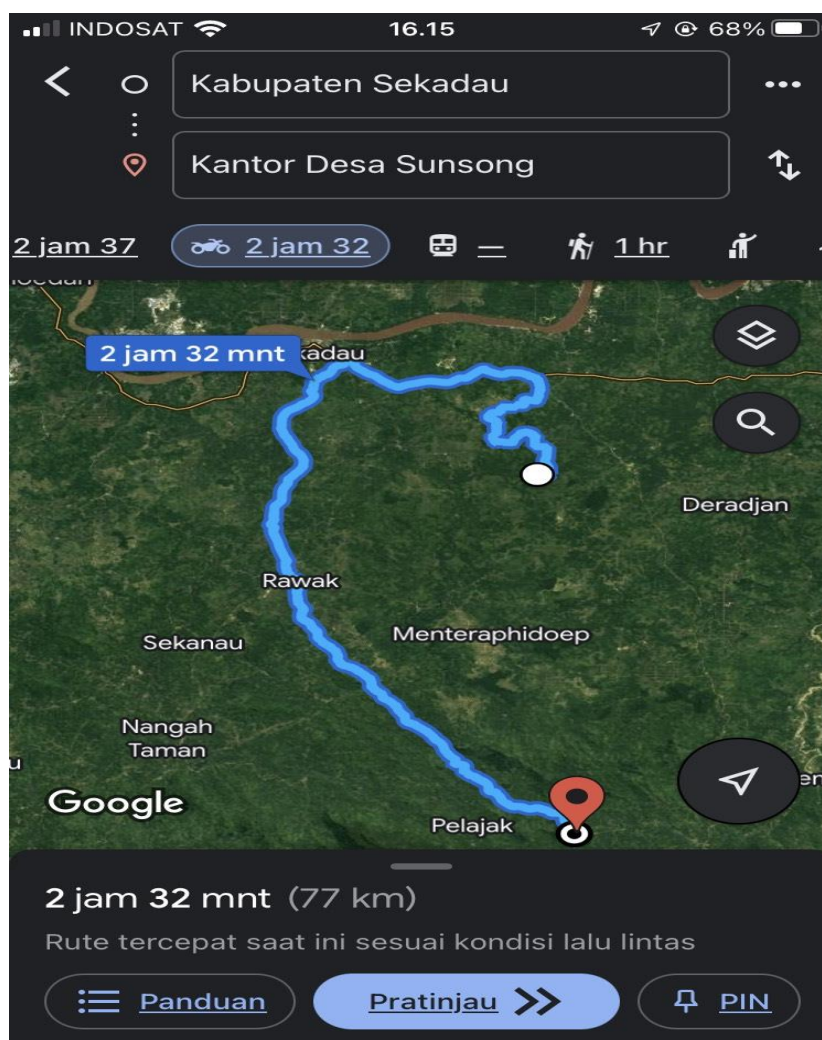 INDOSAT 16.15 68%
Kabupaten Sekadau
Kantor Desa Sunsong
2 jam 37 2 jam 32 — 1 hr
2 jam 32 mnt
kadau
Deradjan
Rawak
Menteraphidoep
Sekanau
Nangah
Taman
Google
Pelajak
2 jam 32 mnt (77 km)
Rute tercepat saat ini sesuai kondisi lalu lintas
Panduan Pratinjau PIN